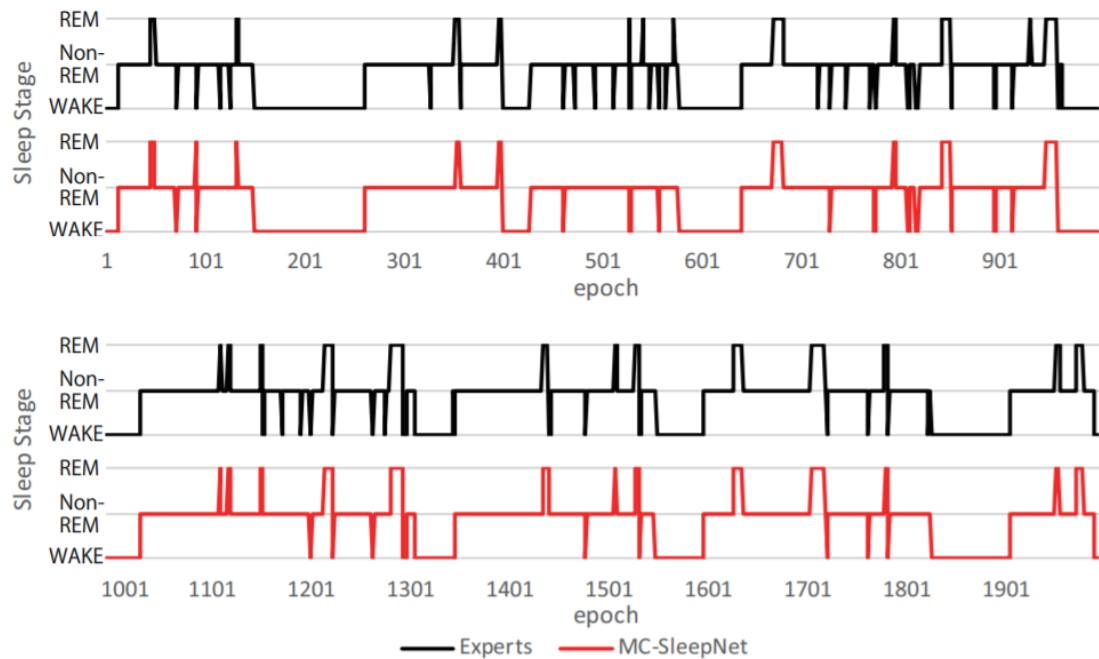 REM
Non-
REM
WAKE
REM
Non-
REM
WAKE
Sleep Stage
1 101 201 301 401 501 601 701 801 901
epoch
REM
Non-
REM
WAKE
REM
Non-
REM
WAKE
Sleep Stage
1001 1101 1201 1301 1401 1501 1601 1701 1801 1901
epoch
Experts MC-SleepNet